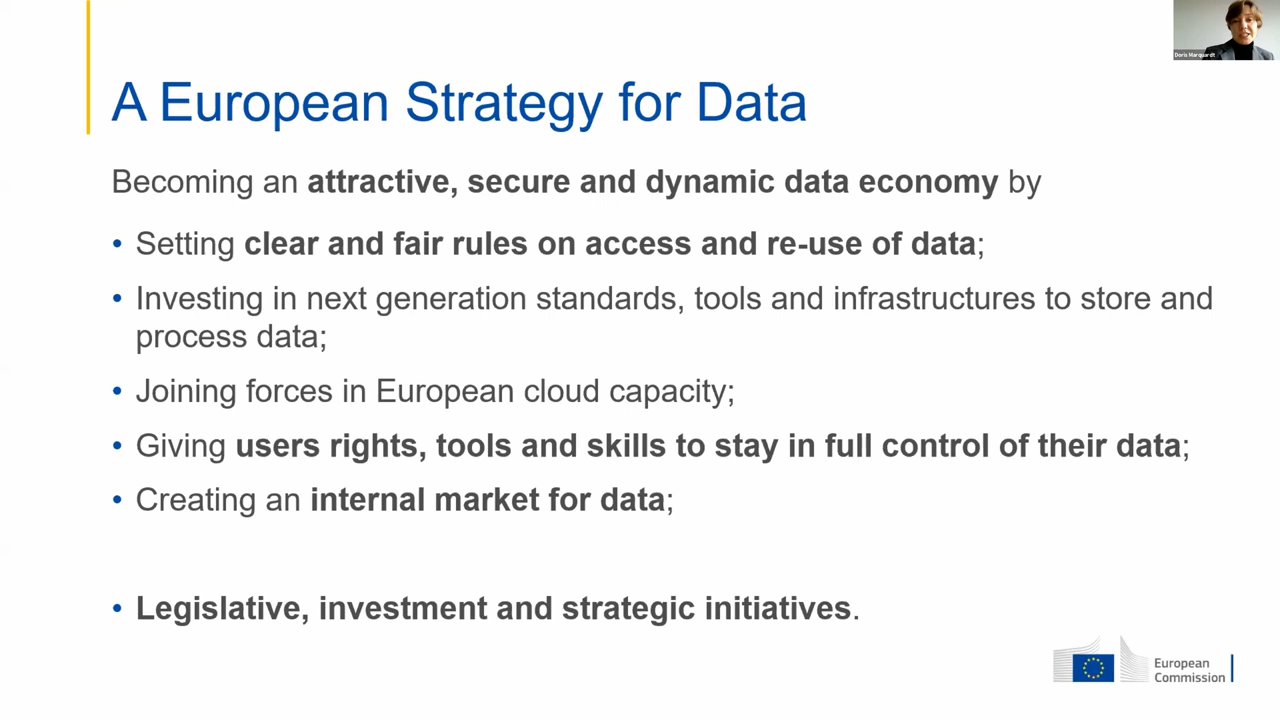 Doris Marquardt
A European Strategy for Data
Becoming an attractive, secure and dynamic data economy by
• Setting clear and fair rules on access and re-use of data;
• Investing in next generation standards, tools and infrastructures to store and
process data;
• Joining forces in European cloud capacity;
• Giving users rights, tools and skills to stay in full control of their data;
• Creating an internal market for data;
• Legislative, investment and strategic initiatives.
European
Commission